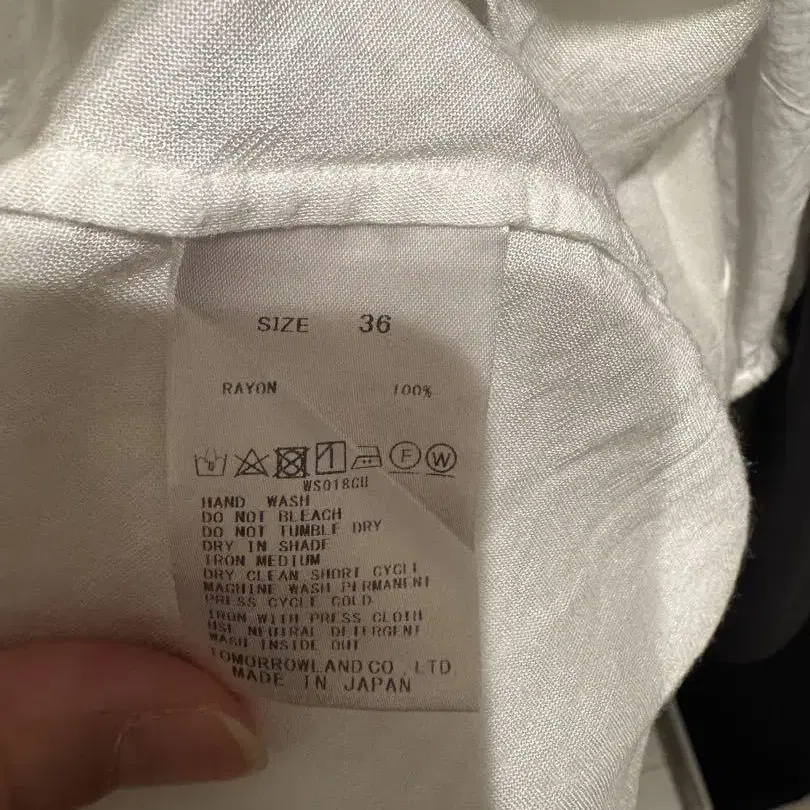 SIZE 36
RAYON 100%
F W
WS018CH
HAND WASH
DO NOT BLEACH
DO NOT TUMBLE DRY
DRY IN SHADE
IRON MEDIUM
DRY CLEAN SHORT CYCLE
MACHINE WASH PERMANENT
PRESS CYCLE COLD
IRON WITH PRESS CLOTH
USE NEUTRAL DETERGENT
WASH INSIDE OUT
TOMORROWLAND CO., LTD.
MADE IN JAPAN